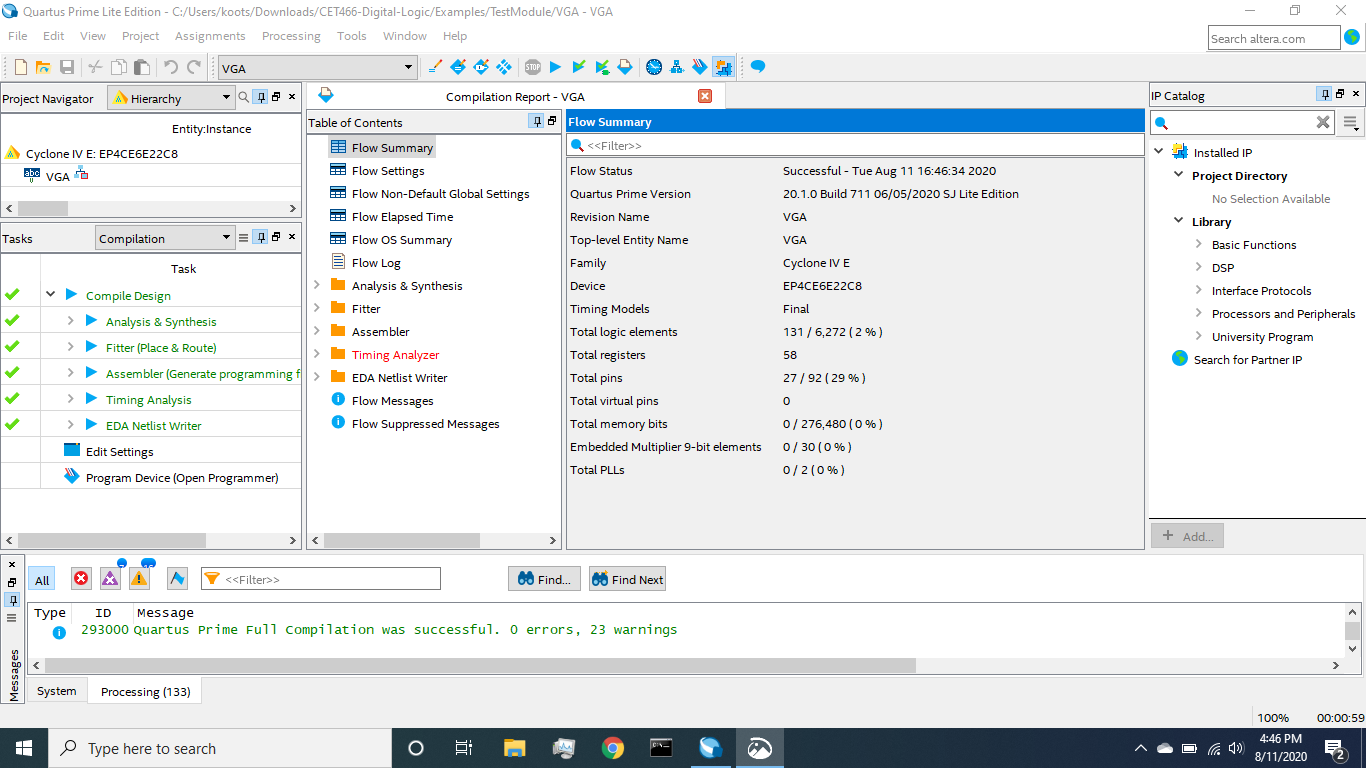 Quartus Prime Lite Edition - C:/Users/koots/Downloads/CET466-Digital-Logic/Examples/TestModule/VGA - VGA
File Edit View Project Assignments Processing Tools Window Help
Search altera.com
VGA
Project Navigator
Hierarchy
Entity:Instance
Cyclone IV E: EP4CE6E22C8
abc VGA
Tasks
Compilation
Task
Compile Design
Analysis & Synthesis
Fitter (Place & Route)
Assembler (Generate programming f
Timing Analysis
EDA Netlist Writer
Edit Settings
Program Device (Open Programmer)
Compilation Report - VGA
Table of Contents
Flow Summary
Flow Settings
Flow Non-Default Global Settings
Flow Elapsed Time
Flow OS Summary
Flow Log
Analysis & Synthesis
Fitter
Assembler
Timing Analyzer
EDA Netlist Writer
Flow Messages
Flow Suppressed Messages
Flow Summary
<<Filter>>
Flow Status Successful - Tue Aug 11 16:46:34 2020
Quartus Prime Version 20.1.0 Build 711 06/05/2020 SJ Lite Edition
Revision Name VGA
Top-level Entity Name VGA
Family Cyclone IV E
Device EP4CE6E22C8
Timing Models Final
Total logic elements 131 / 6,272 ( 2 % )
Total registers 58
Total pins 27 / 92 ( 29 % )
Total virtual pins 0
Total memory bits 0 / 276,480 ( 0 % )
Embedded Multiplier 9-bit elements 0 / 30 ( 0 % )
Total PLLs 0 / 2 ( 0 % )
IP Catalog
Installed IP
Project Directory
No Selection Available
Library
Basic Functions
DSP
Interface Protocols
Processors and Peripherals
University Program
Search for Partner IP
+ Add...
All
<<Filter>>
Find...
Find Next
Type ID Message
293000 Quartus Prime Full Compilation was successful. 0 errors, 23 warnings
Messages
System
Processing (133)
100% 00:00:59
Type here to search
4:46 PM
8/11/2020
2